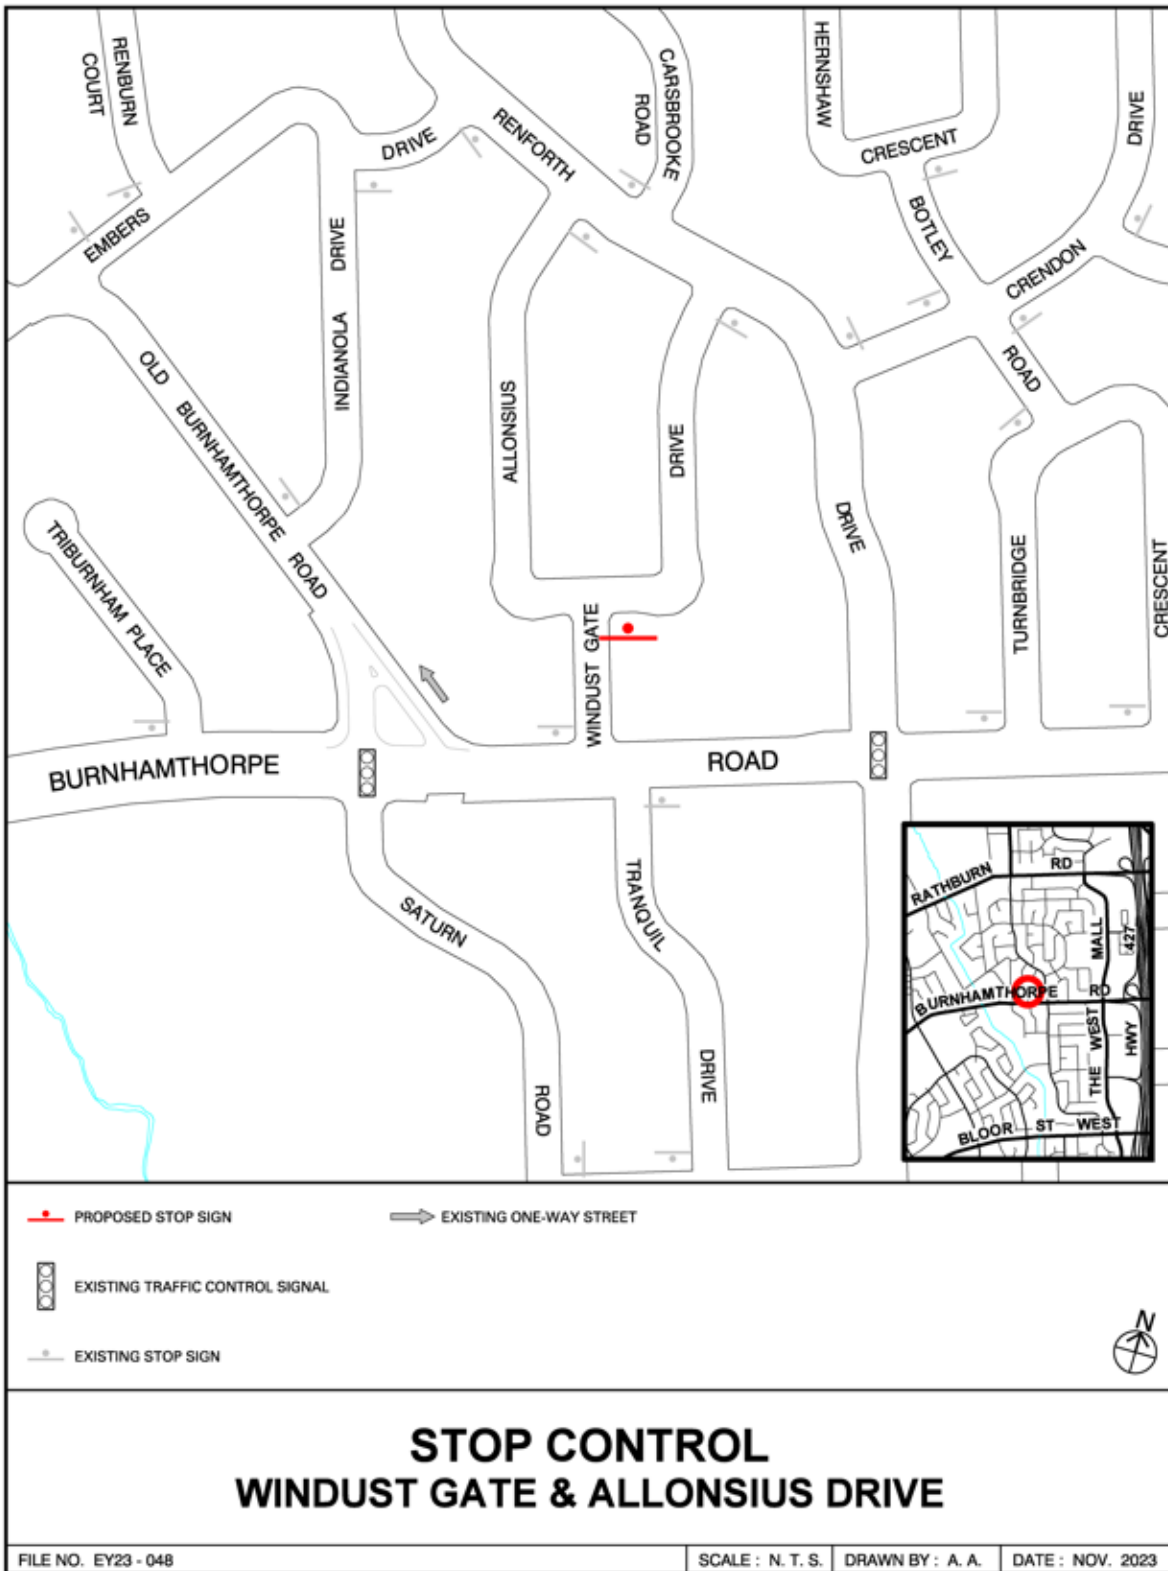 RENBURN
COURT
CARSBROOKE
ROAD
HERNSHAW
CRESCENT
DRIVE
RENFORTH
DRIVE
EMBERS
BOTLEY
CRENDON
INDIANOLA DRIVE
OLD BURNHAMTHORPE ROAD
ALLONSIUS
DRIVE
DRIVE
ROAD
TRIBURNHAM PLACE
WINDUST GATE
TURNBRIDGE
CRESCENT
BURNHAMTHORPE
ROAD
SATURN
ROAD
TRANQUIL
DRIVE
RATHBURN RD
MALL
427
BURNHAMTHORPE RD
THE WEST
HWY
BLOOR ST WEST
PROPOSED STOP SIGN
EXISTING ONE-WAY STREET
EXISTING TRAFFIC CONTROL SIGNAL
EXISTING STOP SIGN
N
STOP CONTROL
WINDUST GATE & ALLONSIUS DRIVE
FILE NO. EY23 - 048
SCALE : N. T. S.
DRAWN BY : A. A.
DATE : NOV. 2023